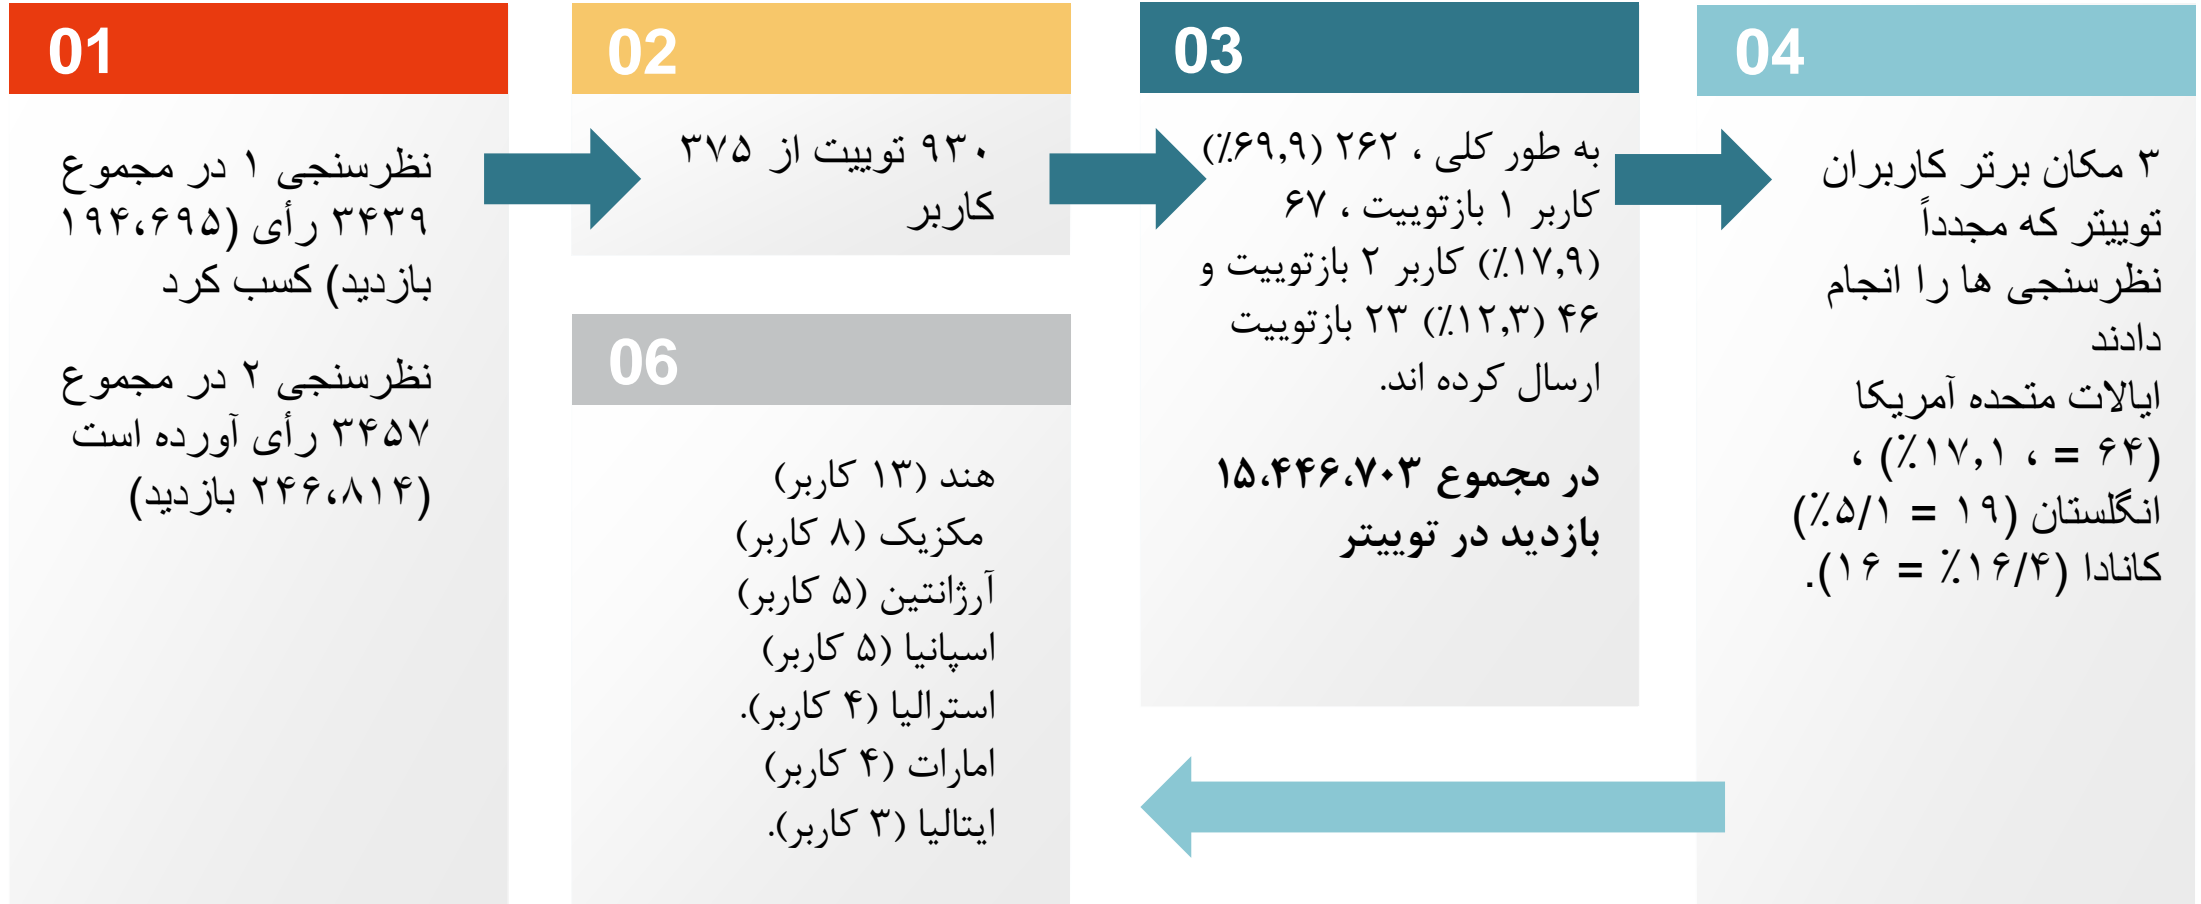 01
نظرسنجی ۱ در مجموع
۳۴۳۹ رأی (۱۹۴،۶۹۵
بازدید) کسب کرد
نظرسنجی ۲ در مجموع
۳۴۵۷ رأی آورده است
(۲۴۶،۸۱۴ بازدید)
02
۹۳۰ توییت از ۳۷۵
کاربر
03
به طور کلی ، ۲۶۲ (۶۹,۹٪)
کاربر ۱ بازتوییت ، ۶۷
(۱۷,۹٪) کاربر ۲ بازتوییت و
۴۶ (۱۲,۳٪) ۲۳ بازتوییت
ارسال کرده اند.
در مجموع ۱۵،۴۴۶،۷۰۳
بازدید در توییتر
04
۳ مکان برتر کاربران
توییتر که مجدداً
نظرسنجی ها را انجام
دادند
ایالات متحده آمریکا
(۶۴ = ، ۱۷,۱٪) ،
انگلستان (۱۹ = ۵/۱٪)
کانادا (۱۶/۴٪ = ۱۶).
06
هند (۱۳ کاربر)
مکزیک (۸ کاربر)
آرژانتین (۵ کاربر)
اسپانیا (۵ کاربر)
استرالیا (۴ کاربر).
امارات (۴ کاربر)
ایتالیا (۳ کاربر).